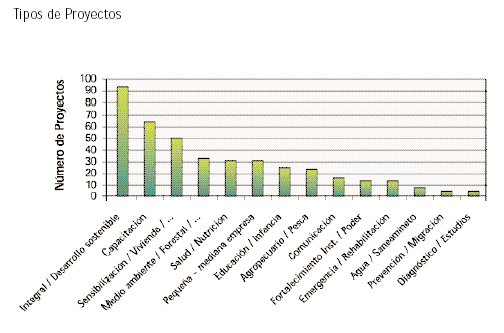 Tipos de Proyectos
Número de Proyectos
100
90
80
70
60
50
40
30
20
10
0
Integral / Desarrollo sostenible
Capacitación
Sensibilización / Vivienda / ...
Medio ambiente / Forestal / ...
Salud / Nutrición
Pequeña - mediana empresa
Educación / Infancia
Agropecuario / Pesca
Comunicación
Fortalecimiento Inst. / Poder
Emergencia / Rehabilitación
Agua / Saneamineto
Prevención / Migración
Diagnóstico / Estudios